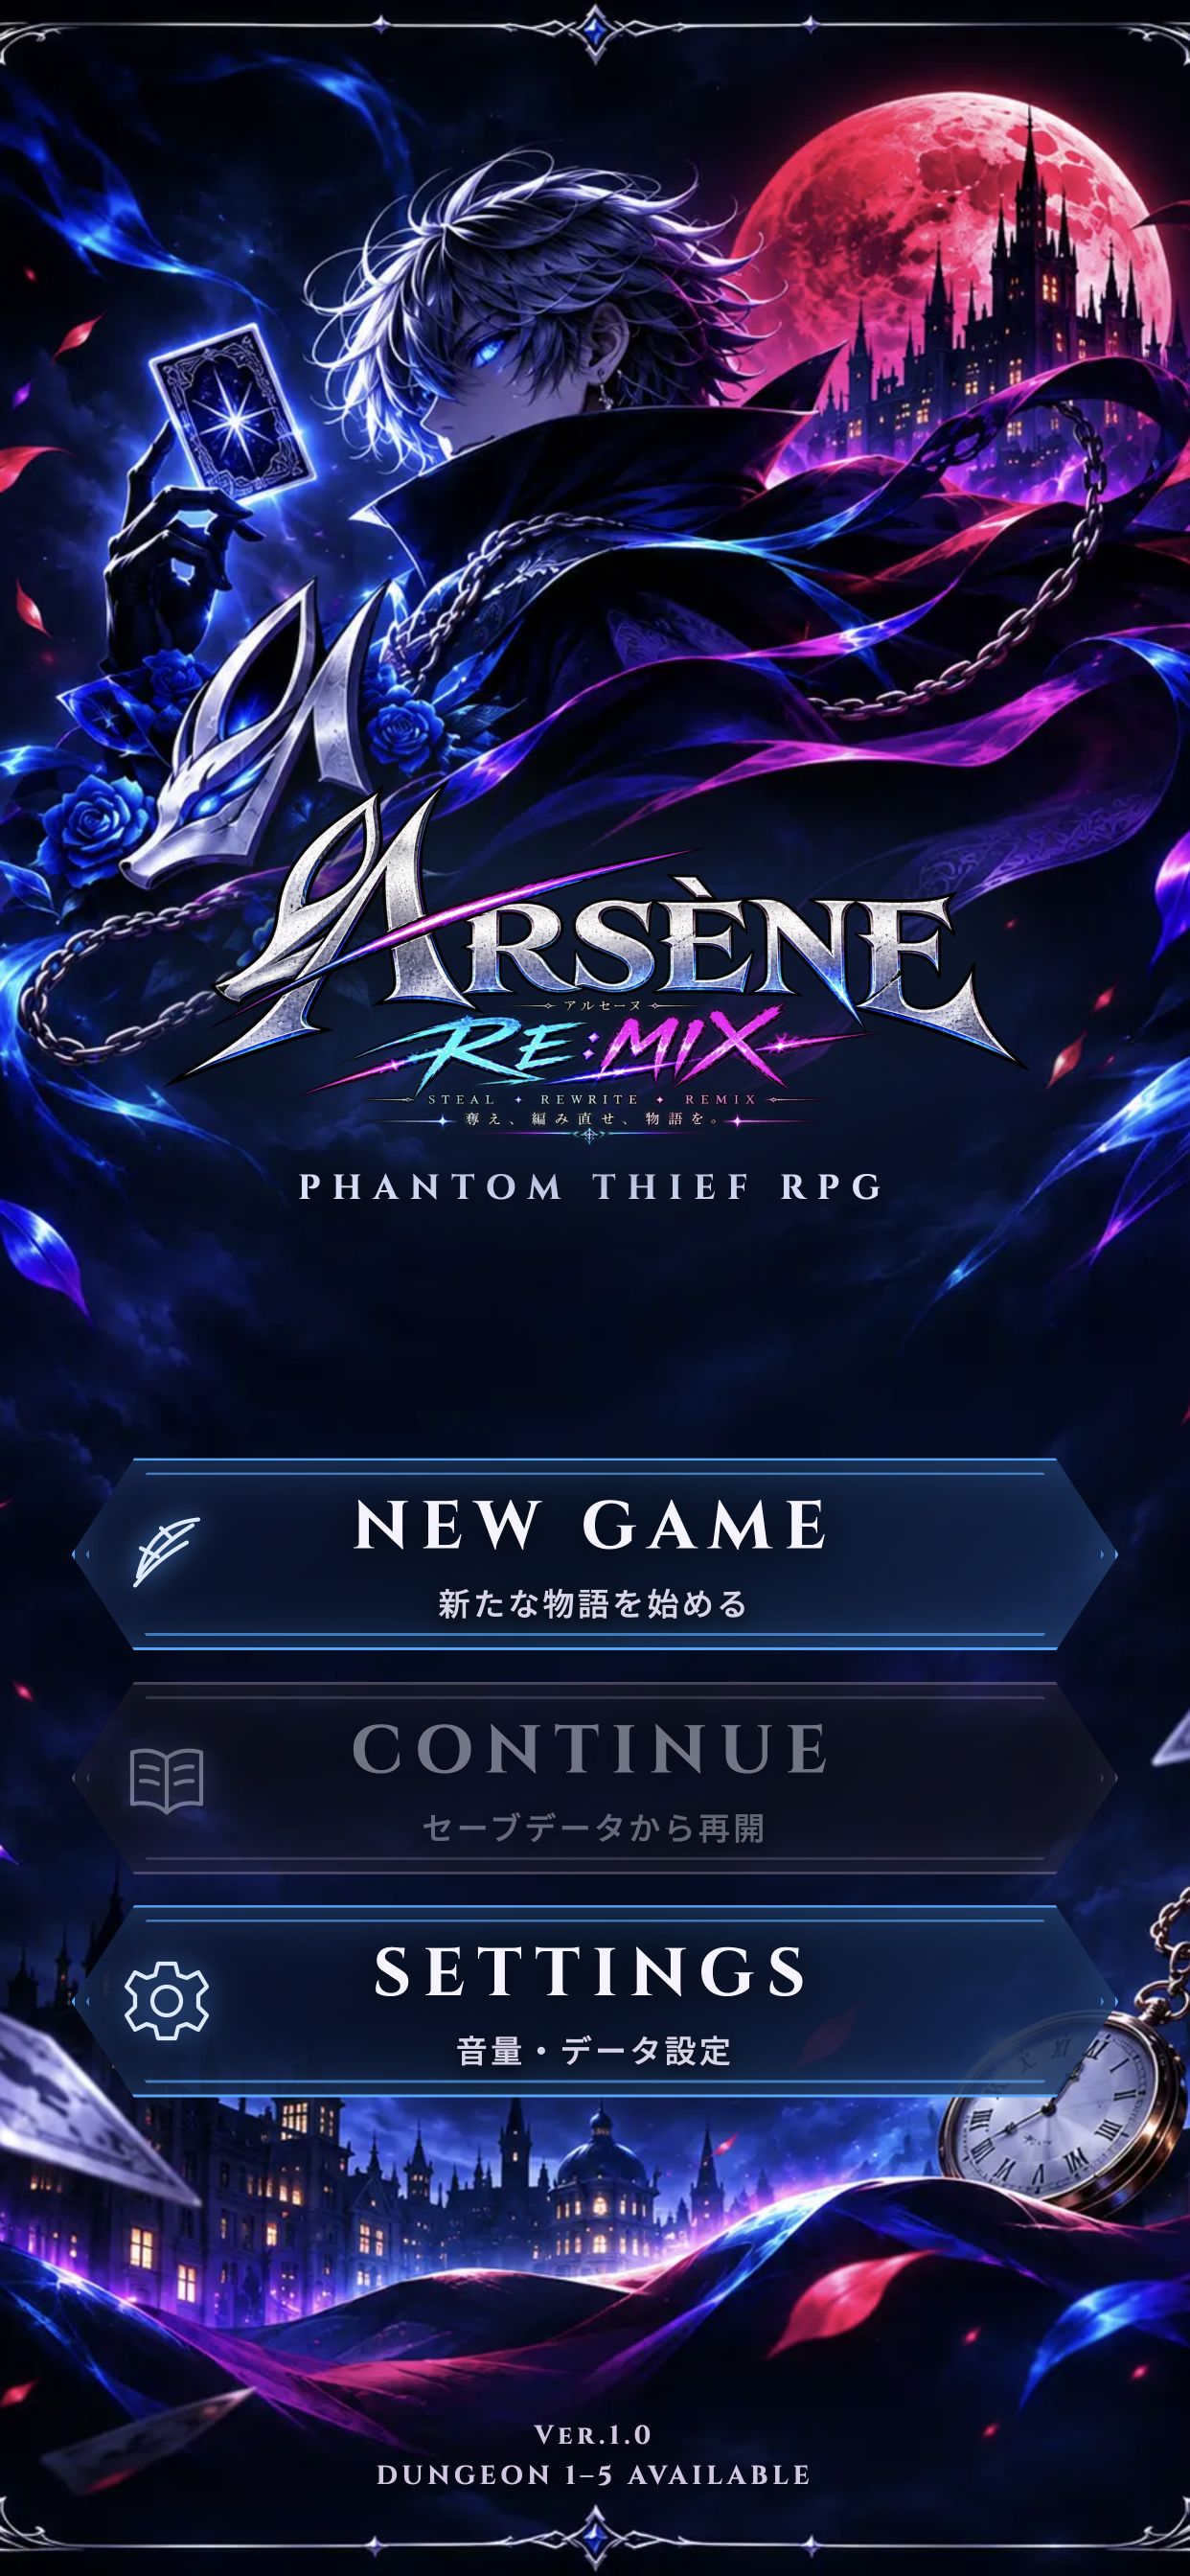 ARSÈNE
アルセーヌ
RE:MIX
STEAL ✦ REWRITE ✦ REMIX
奪え、編み直せ、物語を。
PHANTOM THIEF RPG
NEW GAME
新たな物語を始める
CONTINUE
セーブデータから再開
SETTINGS
音量・データ設定
VER.1.0
DUNGEON 1–5 AVAILABLE